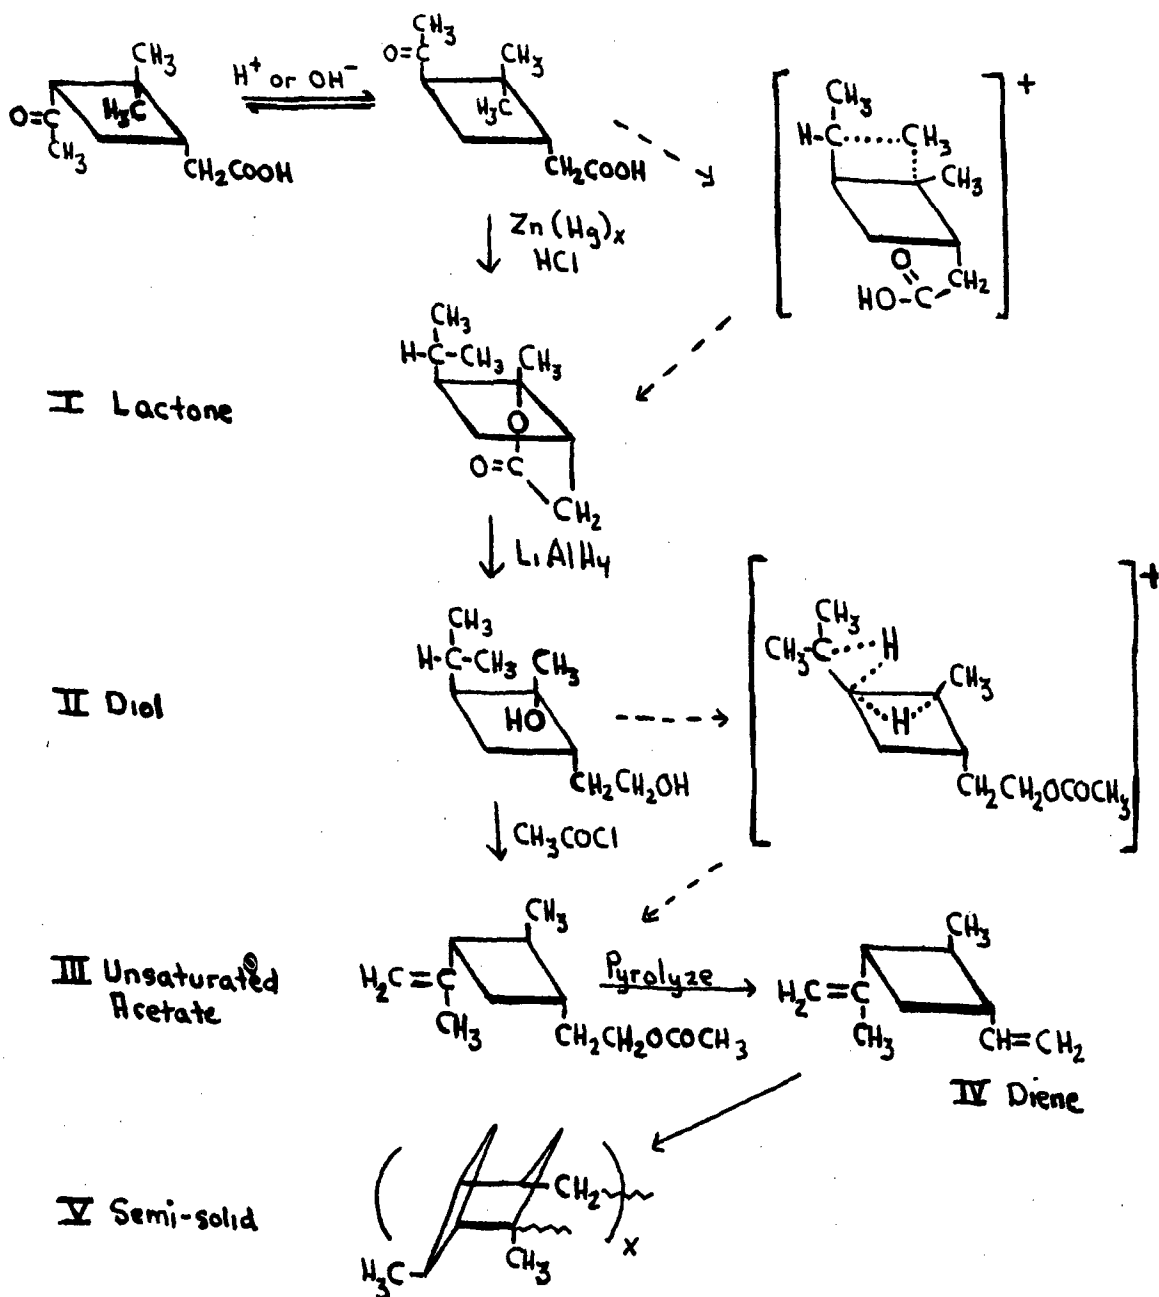 CH₃
O=C
CH₃
H₃C
O=C
CH₃
CH₂COOH
H⁺ or OH⁻
CH₃
CH₃
H₃C
CH₂COOH
+
CH₃
H-C
CH₃
CH₃
O
HO-C
CH₂
Zn(Hg)ₓ
HCl
I Lactone
CH₃
H-C-CH₃
CH₃
O
O=C
CH₂
LiAlH₄
II Diol
CH₃
H-C-CH₃
CH₃
HO
CH₂CH₂OH
+
CH₃
CH₃-C
H
CH₃
H
CH₂CH₂OCOCH₃
CH₃COCl
III Unsaturated
Acetate
CH₃
H₂C=C
CH₃
CH₂CH₂OCOCH₃
Pyrolyze
CH₃
H₂C=C
CH₃
CH=CH₂
IV Diene
V Semi-solid
CH₂
x
H₃C
CH₃